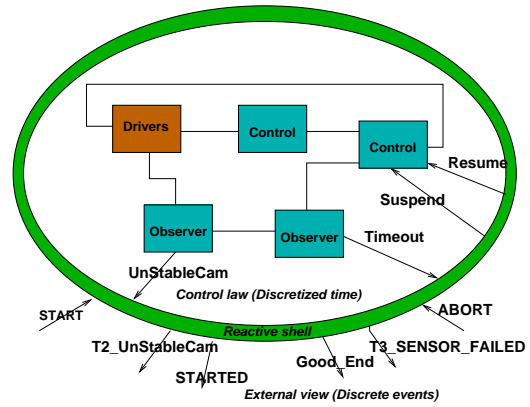 Drivers
Control
Control
Resume
Suspend
Observer
Observer
Timeout
UnStableCam
Control law (Discretized time)
START
ABORT
Reactive shell
T2_UnStableCam
T3_SENSOR_FAILED
Good_End
STARTED
External view (Discrete events)